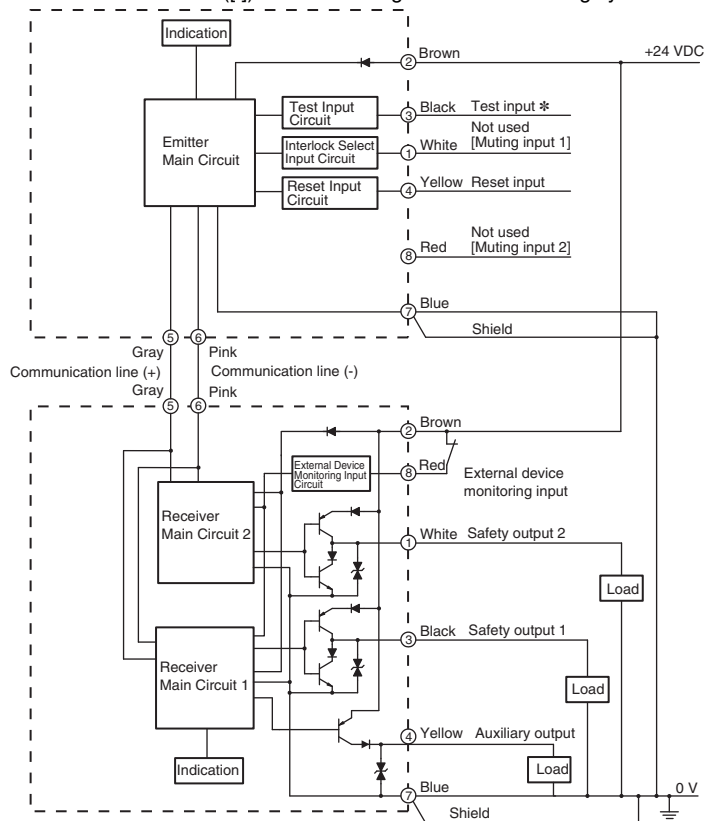 Indication
② Brown
+24 VDC
Emitter
Main Circuit
Test Input
Circuit
③ Black Test input *
Interlock Select
Input Circuit
① White Not used
[Muting input 1]
Reset Input
Circuit
④ Yellow Reset input
⑧ Red Not used
[Muting input 2]
⑦ Blue
Shield
⑤ ⑥
Gray Pink
Communication line (+) Communication line (-)
Gray Pink
⑤ ⑥
② Brown
External Device
Monitoring Input
Circuit
⑧ Red
External device
monitoring input
Receiver
Main Circuit 2
① White Safety output 2
Load
Receiver
Main Circuit 1
③ Black Safety output 1
Load
④ Yellow Auxiliary output
Load
Indication
⑦ Blue
0 V
Shield